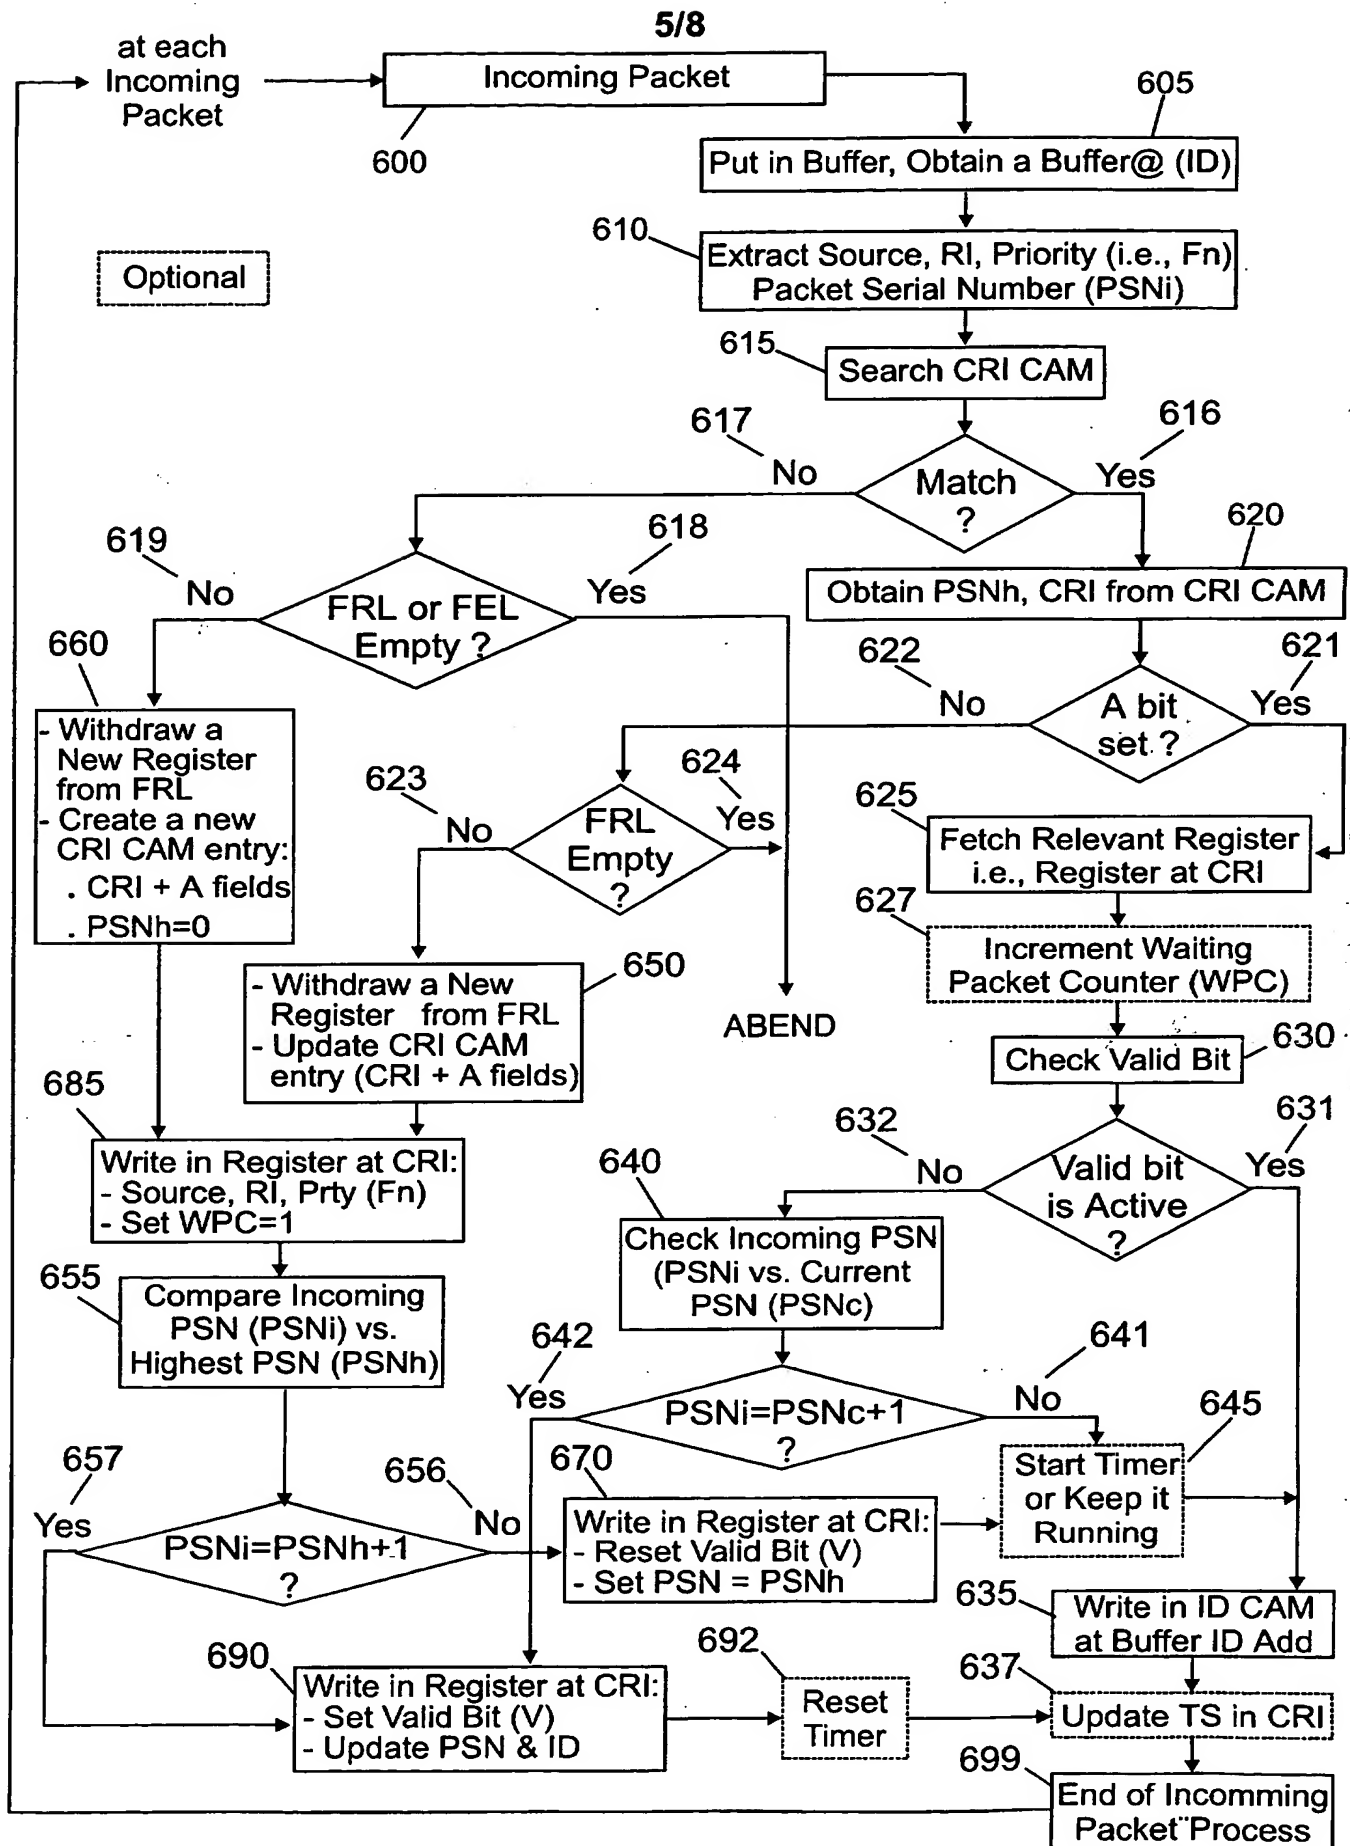 5/8
at each
Incoming
Packet
Incoming Packet
600
605
Put in Buffer, Obtain a Buffer@ (ID)
610
Extract Source, RI, Priority (i.e., Fn)
Packet Serial Number (PSNi)
Optional
615
Search CRI CAM
617
616
No
Match
?
Yes
619
618
620
No
FRL or FEL
Empty ?
Yes
Obtain PSNh, CRI from CRI CAM
660
622
621
No
A bit
set ?
Yes
- Withdraw a
New Register
from FRL
- Create a new
CRI CAM entry:
. CRI + A fields
. PSNh=0
623
624
No
FRL
Empty
?
Yes
625
Fetch Relevant Register
i.e., Register at CRI
627
Increment Waiting
Packet Counter (WPC)
650
- Withdraw a New
Register from FRL
- Update CRI CAM
entry (CRI + A fields)
ABEND
630
Check Valid Bit
685
632
631
Write in Register at CRI:
- Source, RI, Prty (Fn)
- Set WPC=1
640
No
Valid bit
is Active
?
Yes
Check Incoming PSN
(PSNi vs. Current
PSN (PSNc)
655
Compare Incoming
PSN (PSNi) vs.
Highest PSN (PSNh)
642
641
Yes
PSNi=PSNc+1
?
No
645
Start Timer
or Keep it
Running
657
656
670
Yes
PSNi=PSNh+1
?
No
Write in Register at CRI:
- Reset Valid Bit (V)
- Set PSN = PSNh
635
Write in ID CAM
at Buffer ID Add
690
692
637
Write in Register at CRI:
- Set Valid Bit (V)
- Update PSN & ID
Reset
Timer
Update TS in CRI
699
End of Incomming
Packet Process